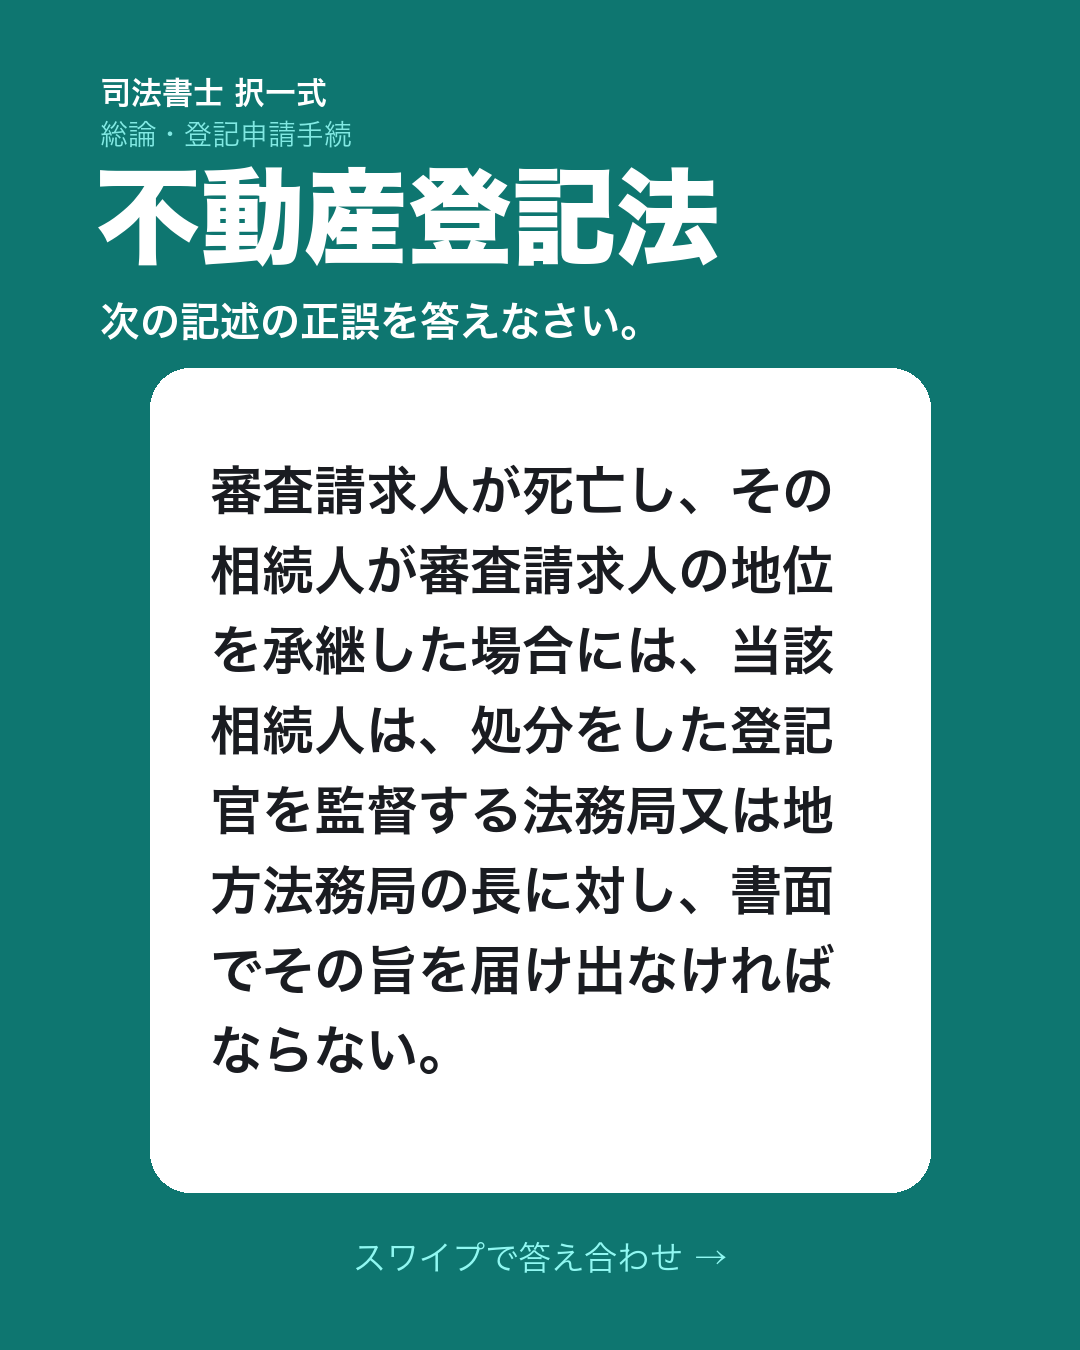 司法書士 択一式
総論・登記申請手続
不動産登記法
次の記述の正誤を答えなさい。
審査請求人が死亡し、その
相続人が審査請求人の地位
を承継した場合には、当該
相続人は、処分をした登記
官を監督する法務局又は地
方法務局の長に対し、書面
でその旨を届け出なければ
ならない。
スワイプで答え合わせ →